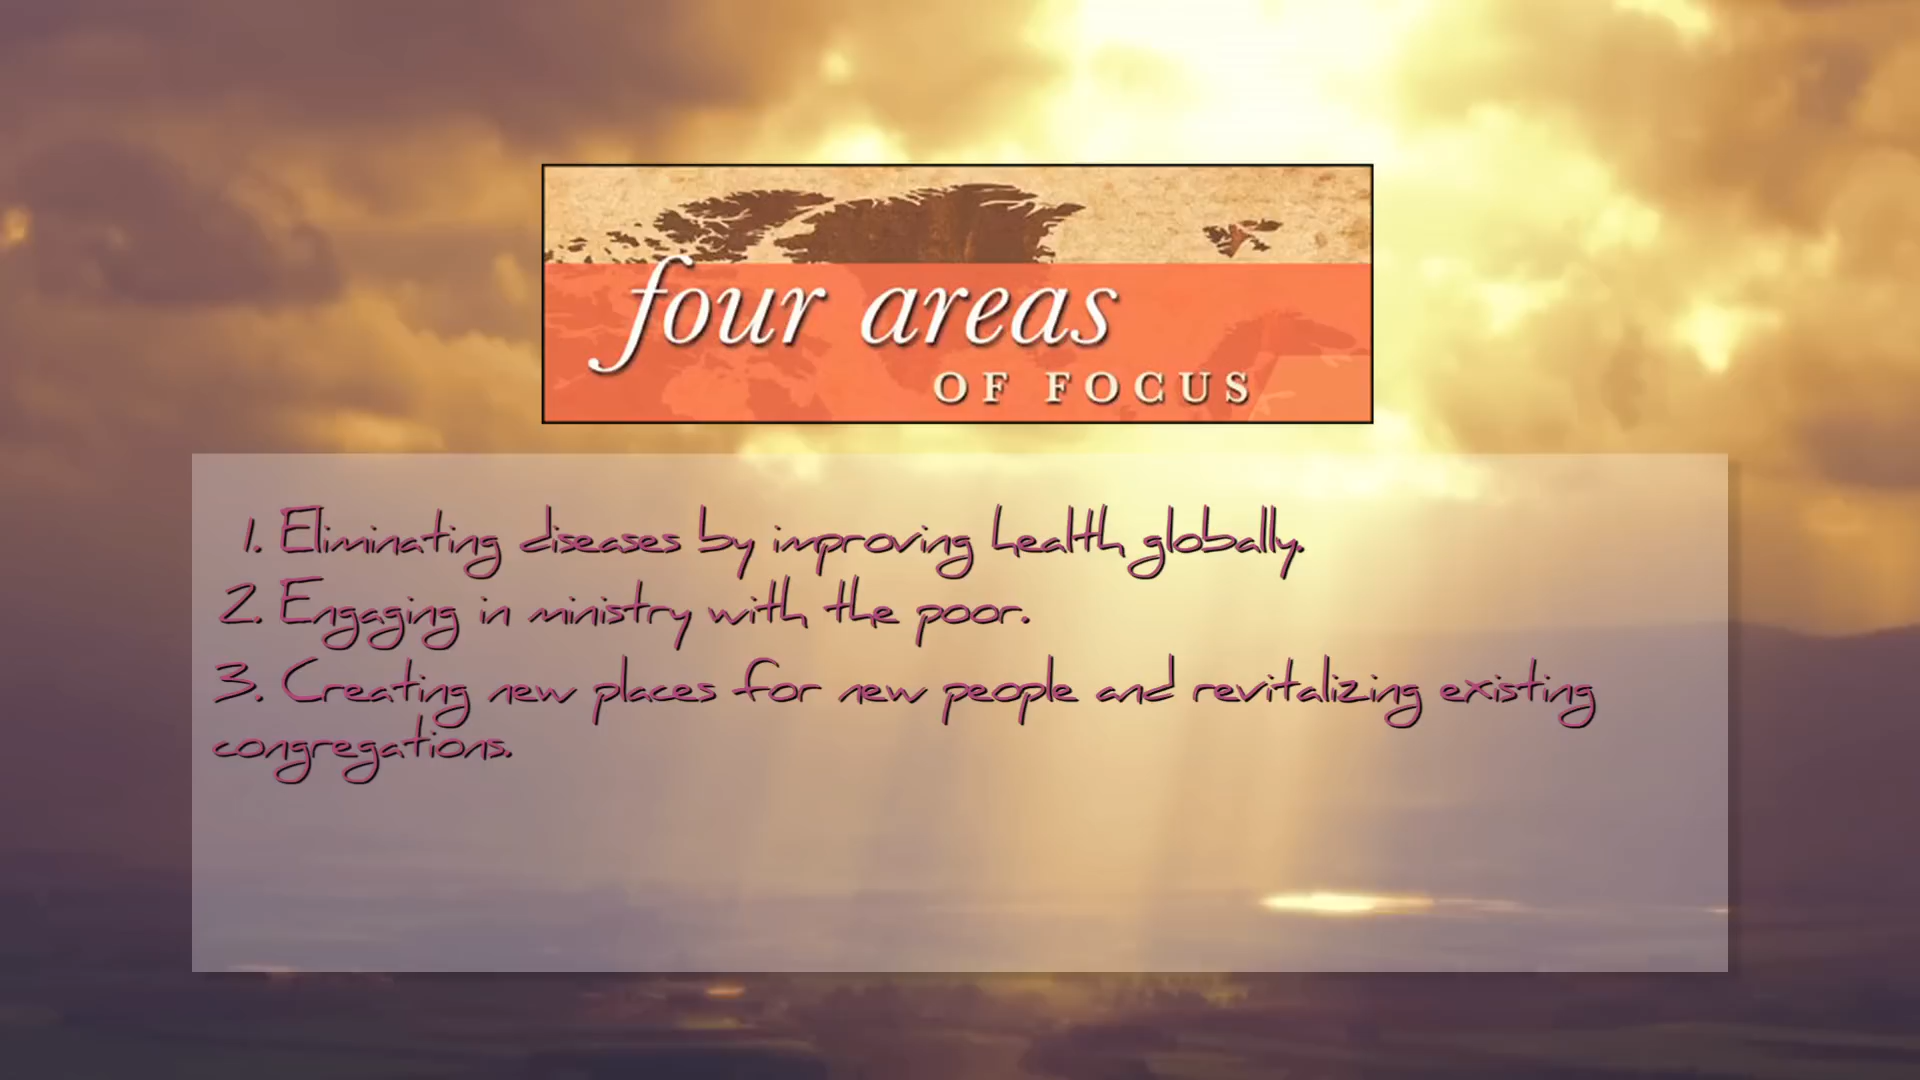 four areas
OF FOCUS
1. Eliminating diseases by improving health globally.
2. Engaging in ministry with the poor.
3. Creating new places for new people and revitalizing existing
congregations.